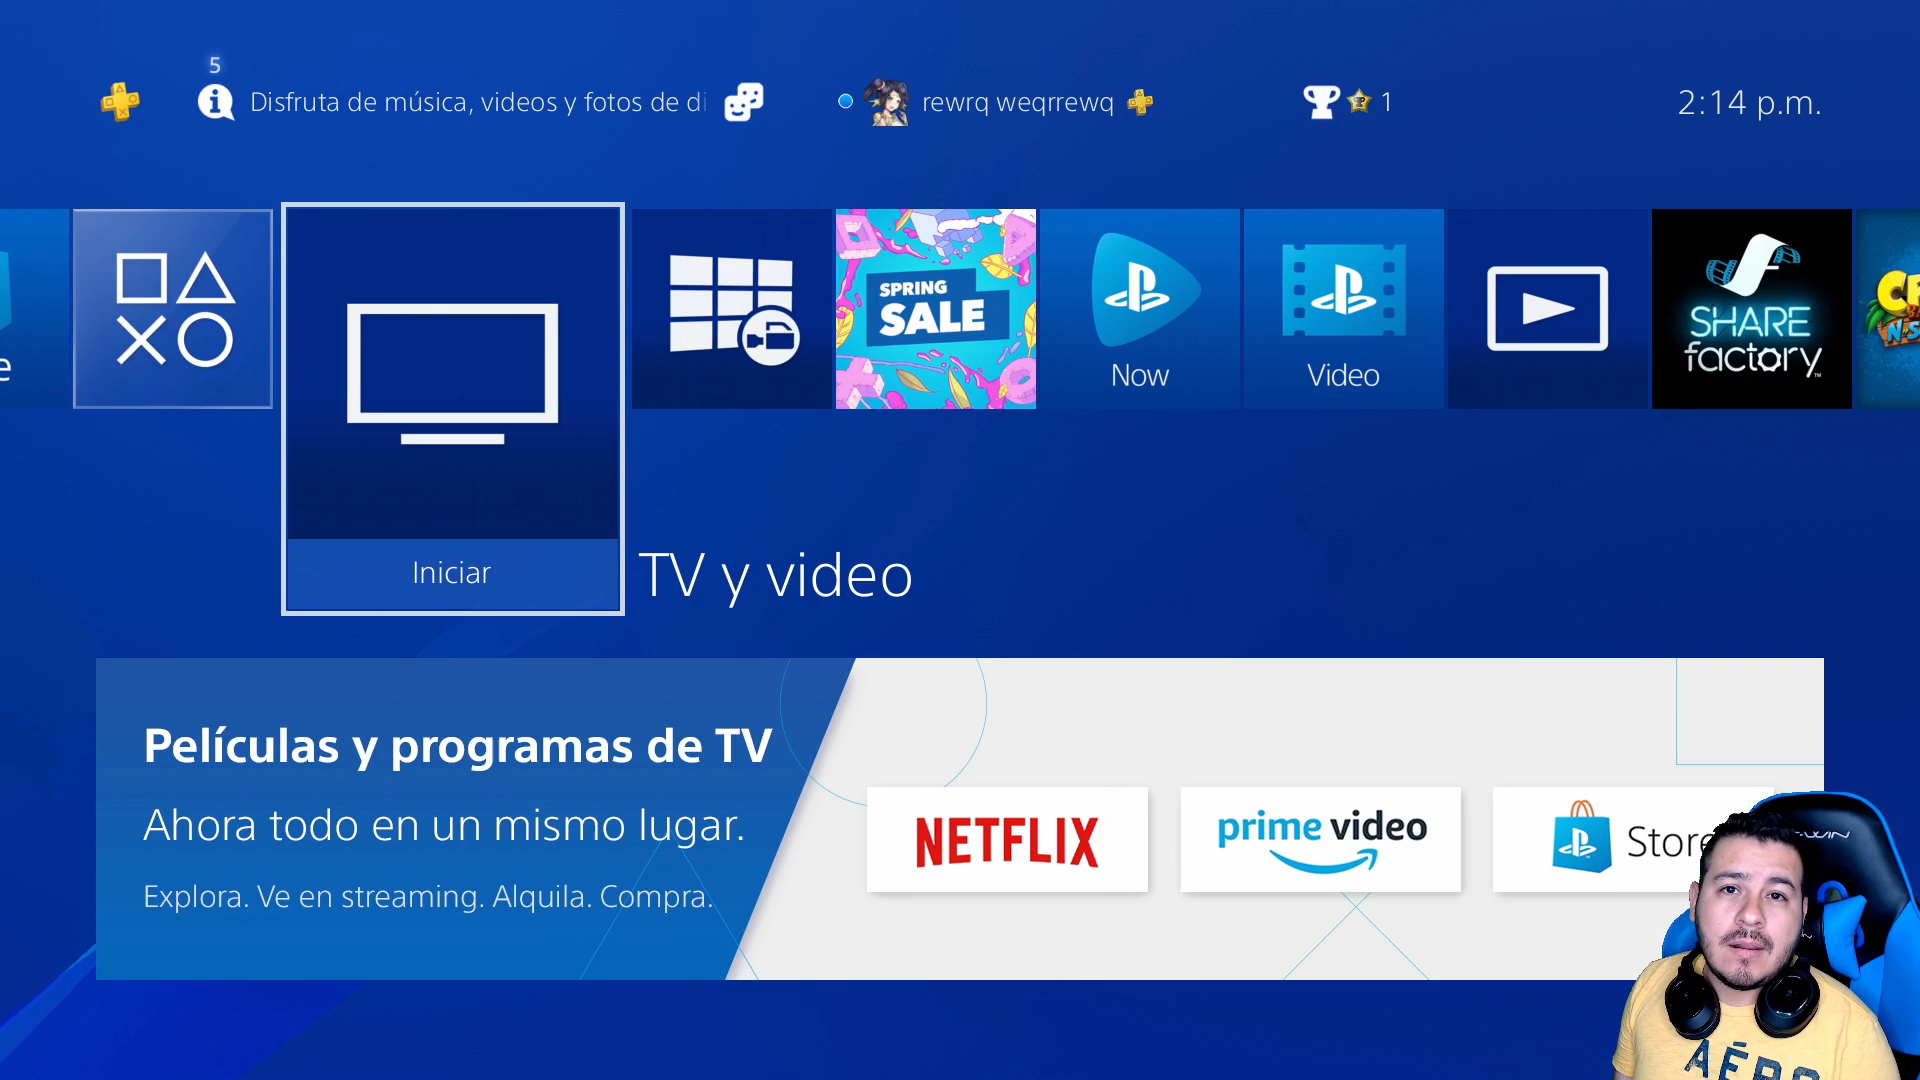 5
Disfruta de música, videos y fotos de di
rewrq weqrrewq
1
2:14 p.m.
e
SPRING
SALE
Now
Video
SHARE
factory™
Iniciar
TV y video
Películas y programas de TV
Ahora todo en un mismo lugar.
Explora. Ve en streaming. Alquila. Compra.
NETFLIX
prime video
Store
AÉRO